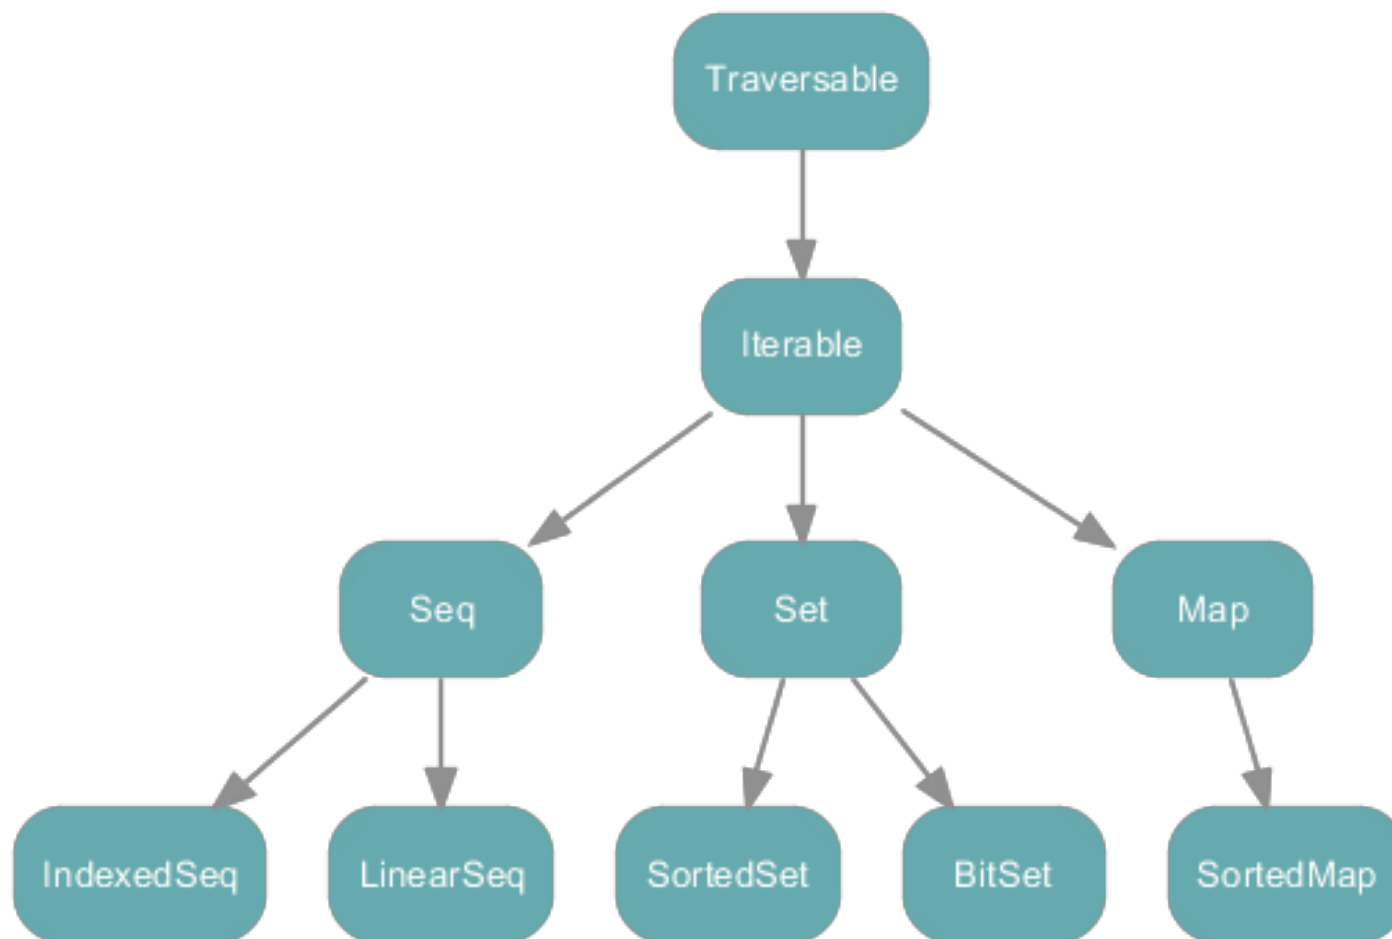 Traversable
Iterable
Seq
Set
Map
IndexedSeq
LinearSeq
SortedSet
BitSet
SortedMap